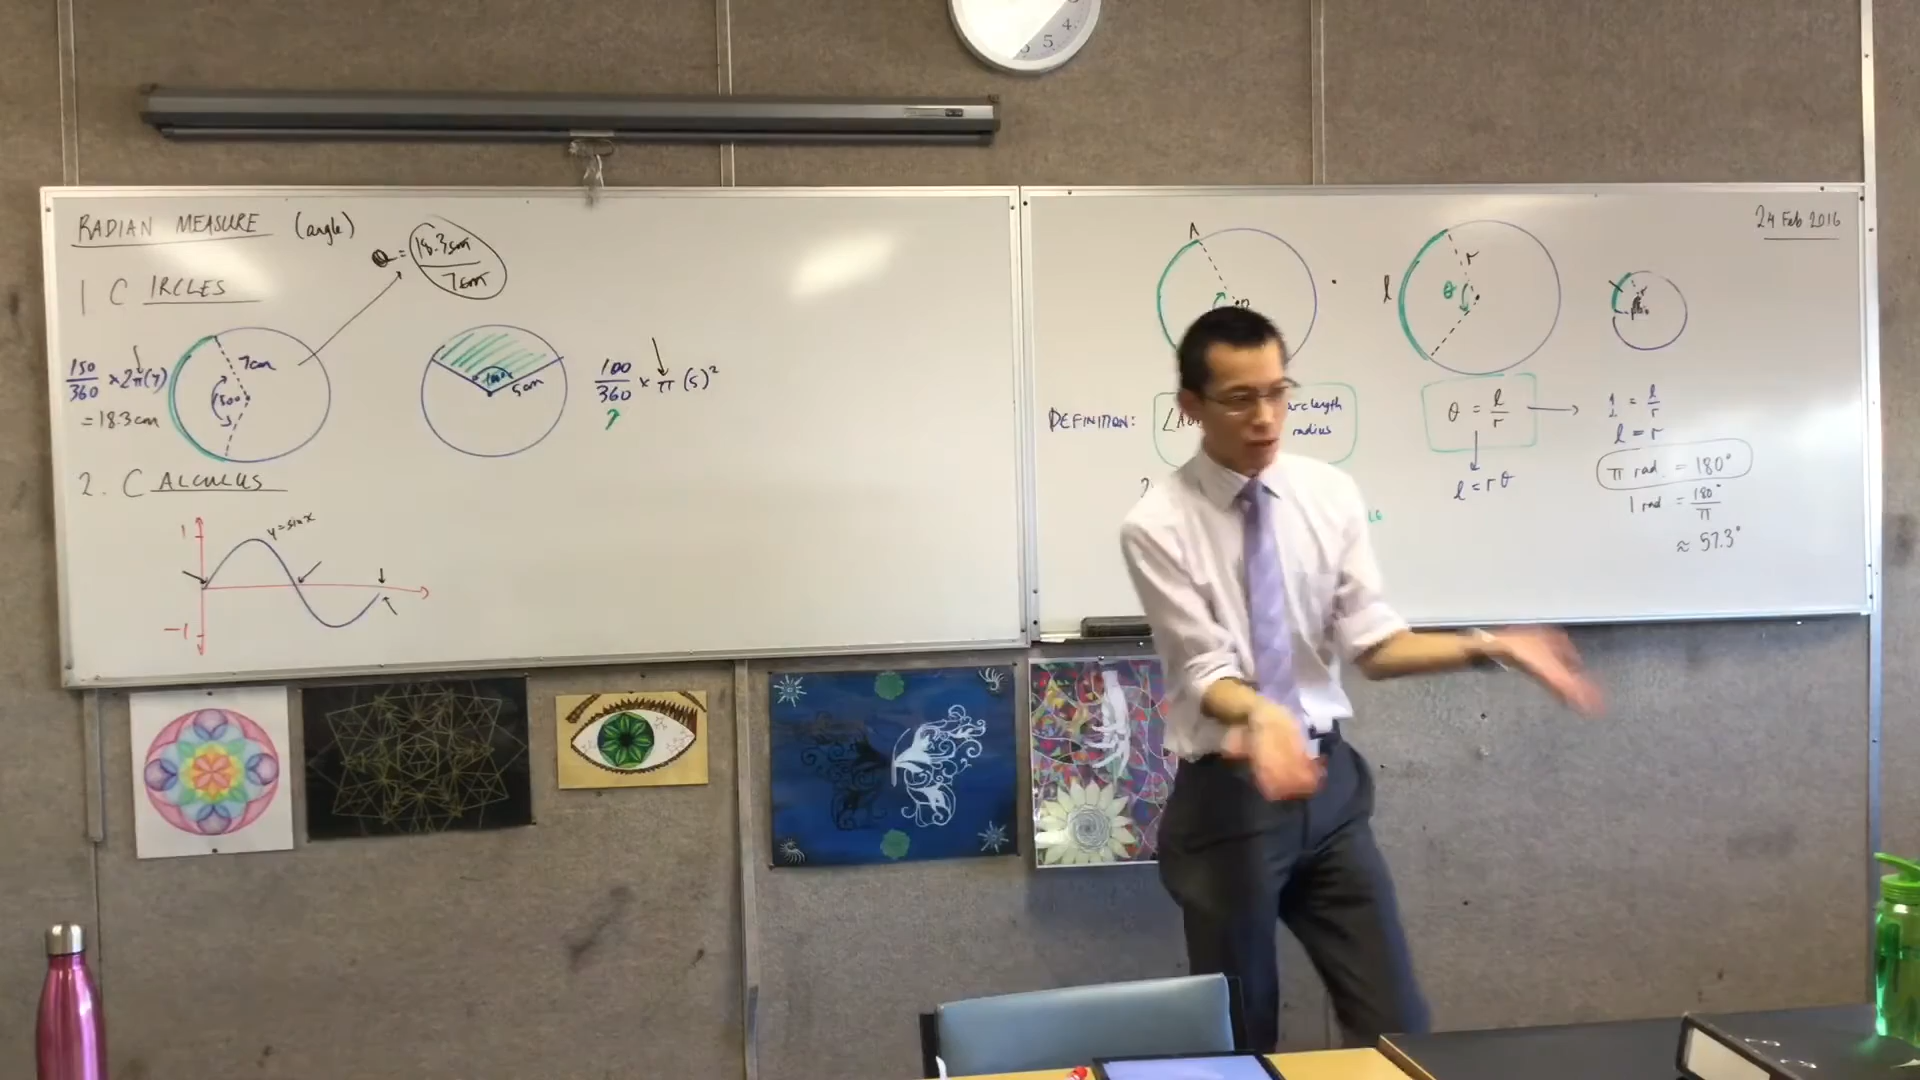 RADIAN MEASURE (angle)
= 18.3cm
7cm
1 CIRCLES
150
360 × 2π(7)
= 18.3cm
7cm
150°
100°
5cm
100
360 × π (5)²
2. CALCULUS
1
y = sin x
-1
24 Feb 2016
A
l
r
θ
DEFINITION:
arc length
radius
θ = l
r
l = rθ
1 = l
r
l = r
π rad = 180°
1 rad = 180°
π
≈ 57.3°
5
4